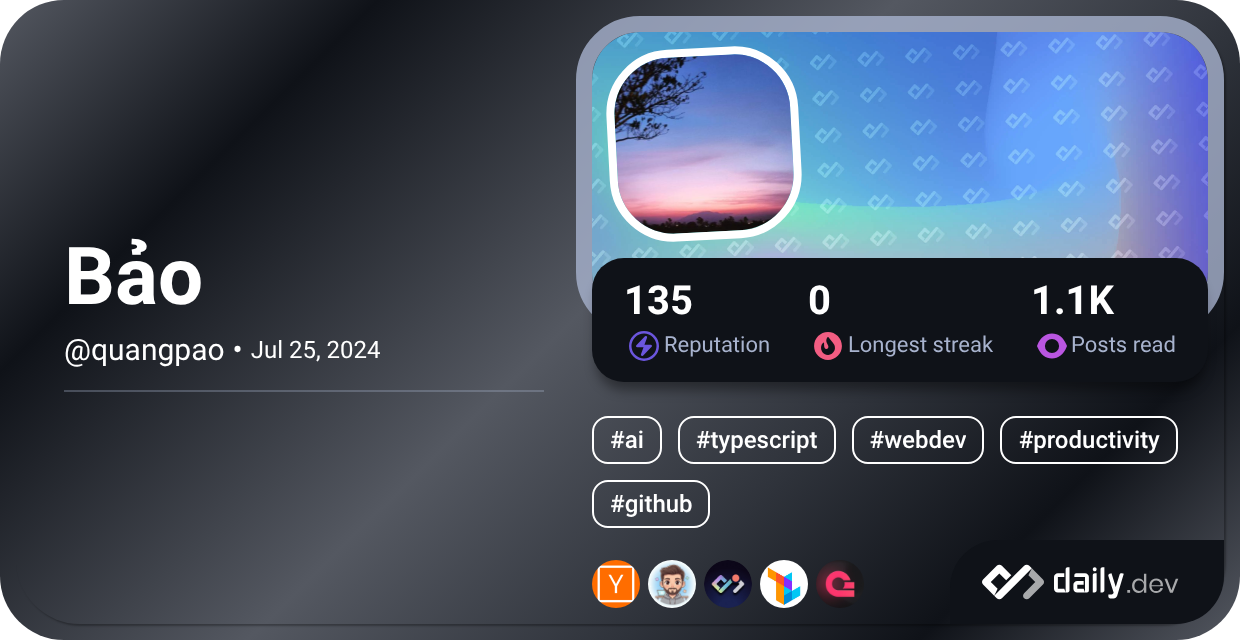 Bảo
@quangpao • Jul 25, 2024
135
Reputation
0
Longest streak
1.1K
Posts read
#ai
#typescript
#webdev
#productivity
#github
Y
daily.dev